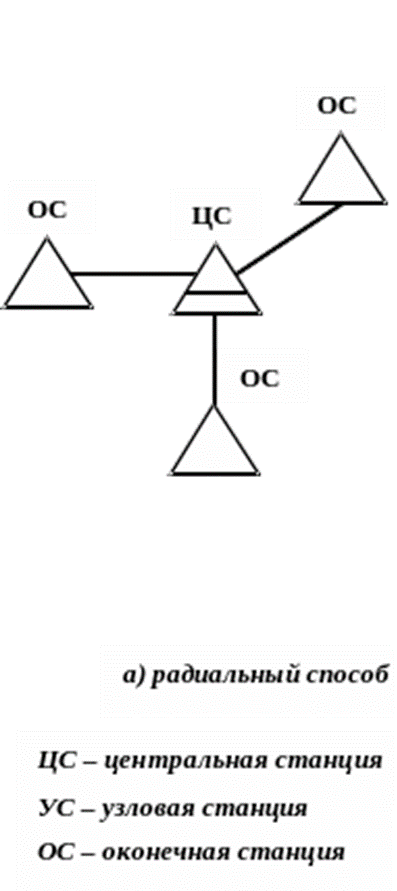 ОС
ОС
ЦС
ОС
а) радиальный способ
ЦС – центральная станция
УС – узловая станция
ОС – оконечная станция